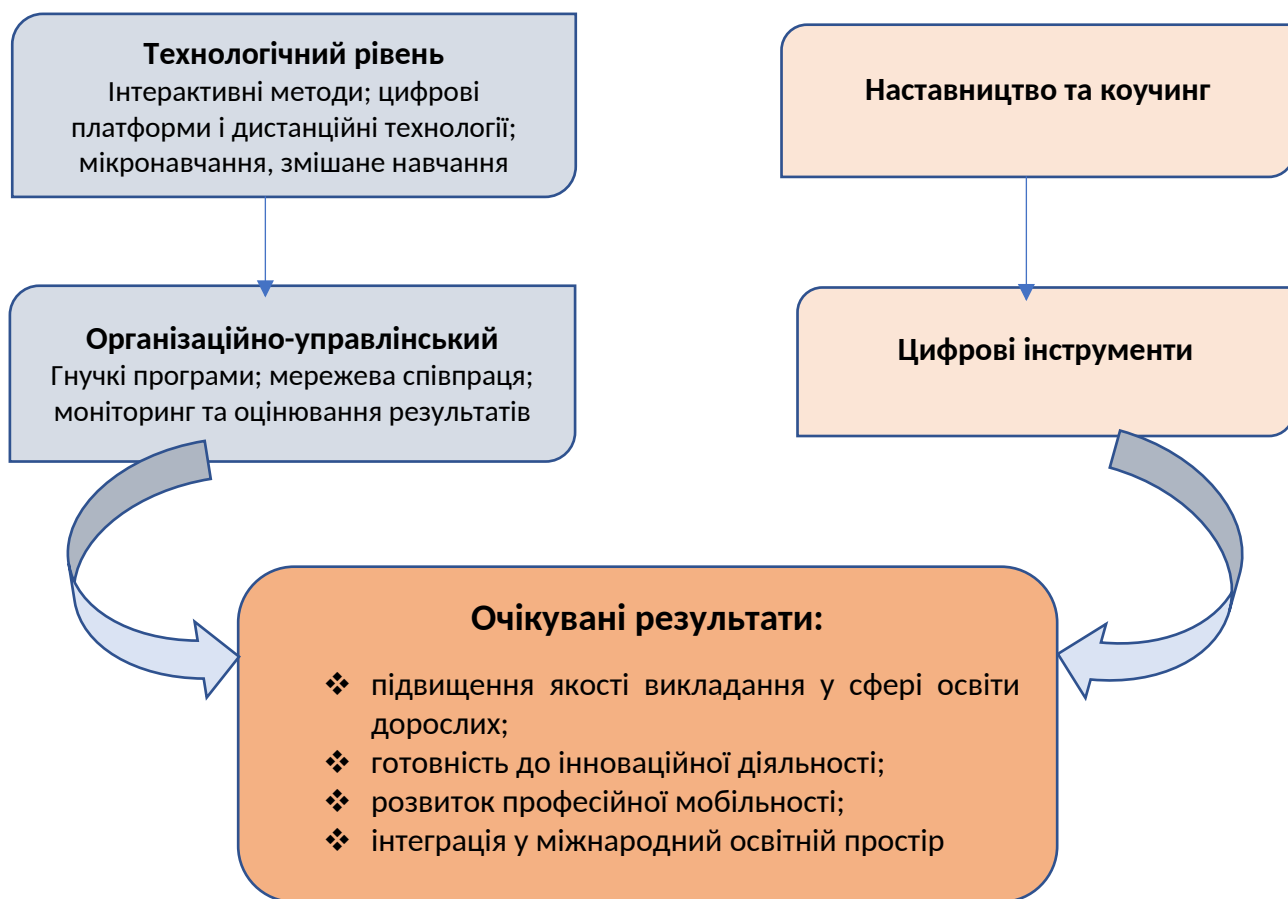 Технологічний рівень
Інтерактивні методи; цифрові
платформи і дистанційні технології;
мікронавчання, змішане навчання
Наставництво та коучинг
Організаційно-управлінський
Гнучкі програми; мережева співпраця;
моніторинг та оцінювання результатів
Цифрові інструменти
Очікувані результати:
❖ підвищення якості викладання у сфері освіти
дорослих;
❖ готовність до інноваційної діяльності;
❖ розвиток професійної мобільності;
❖ інтеграція у міжнародний освітній простір